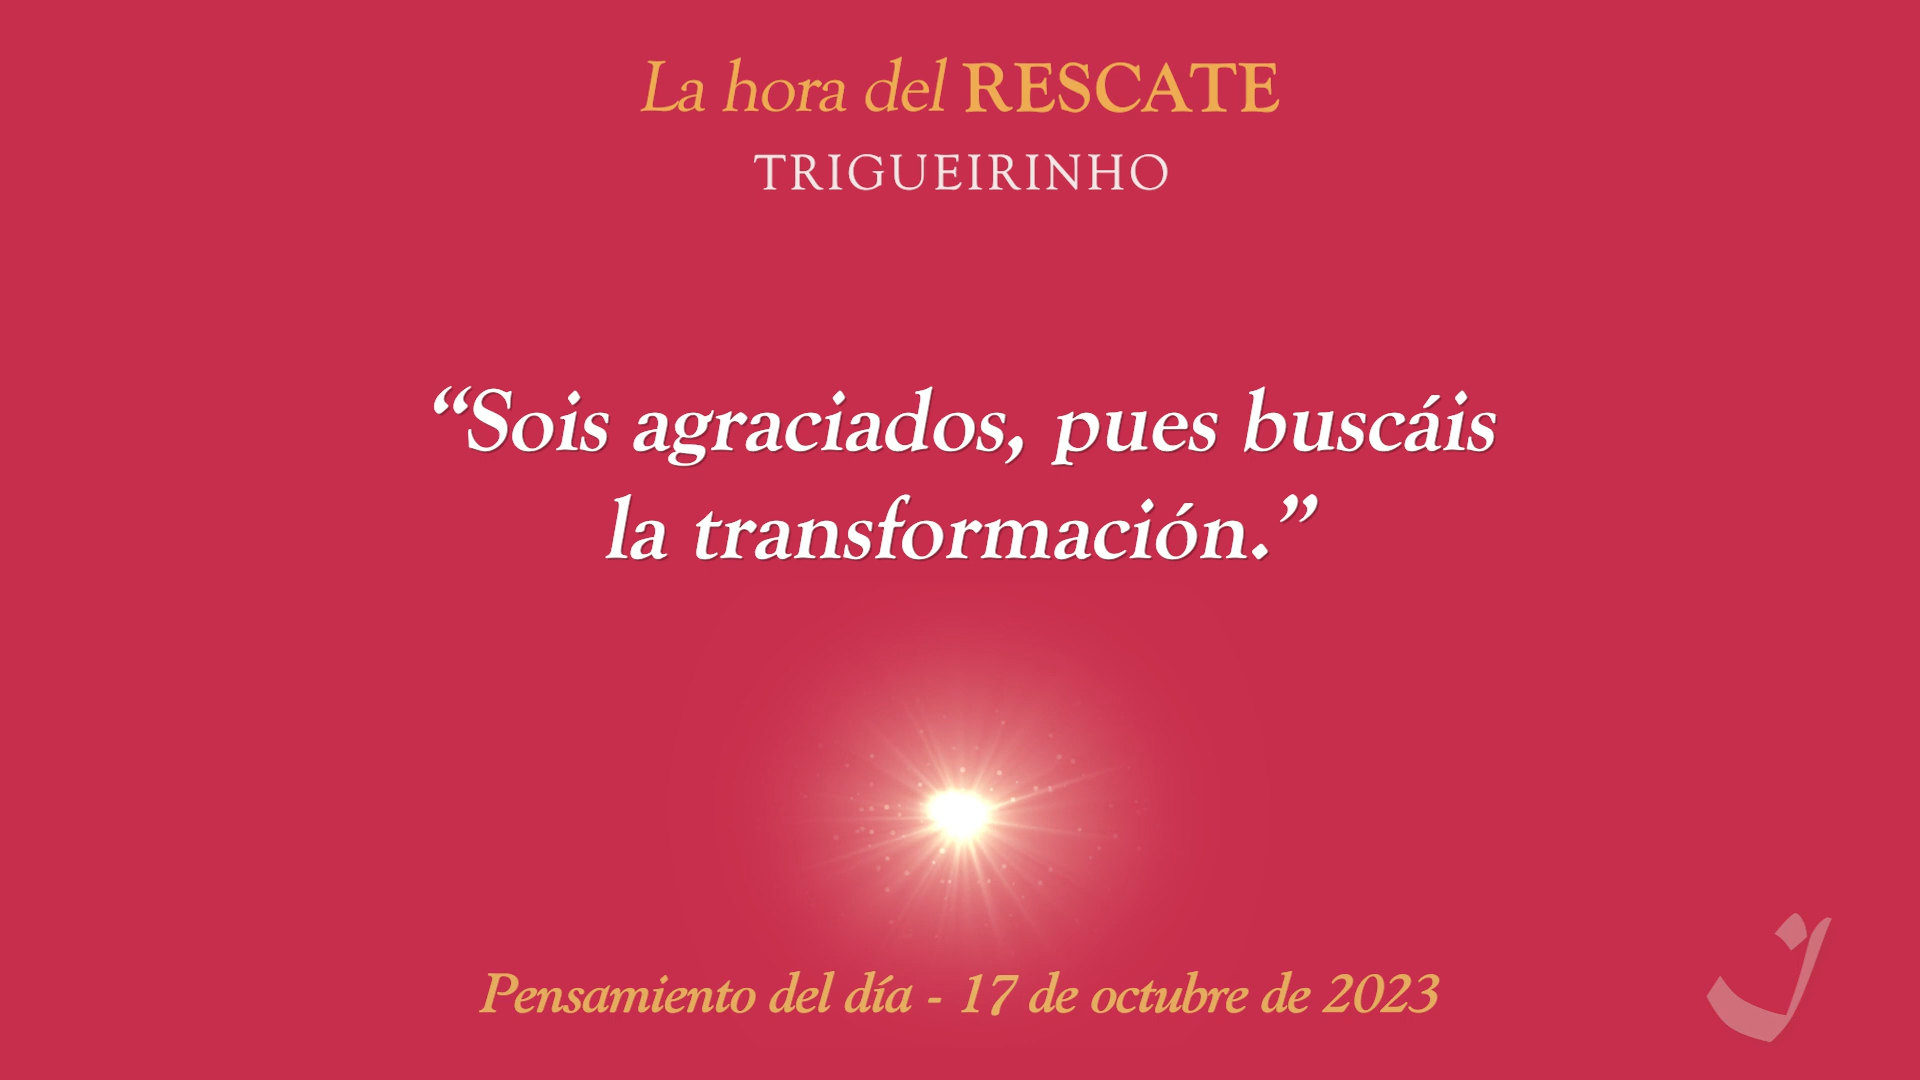 La hora del RESCATE
TRIGUEIRINHO
“Sois agraciados, pues buscáis
la transformación.”
Pensamiento del día - 17 de octubre de 2023